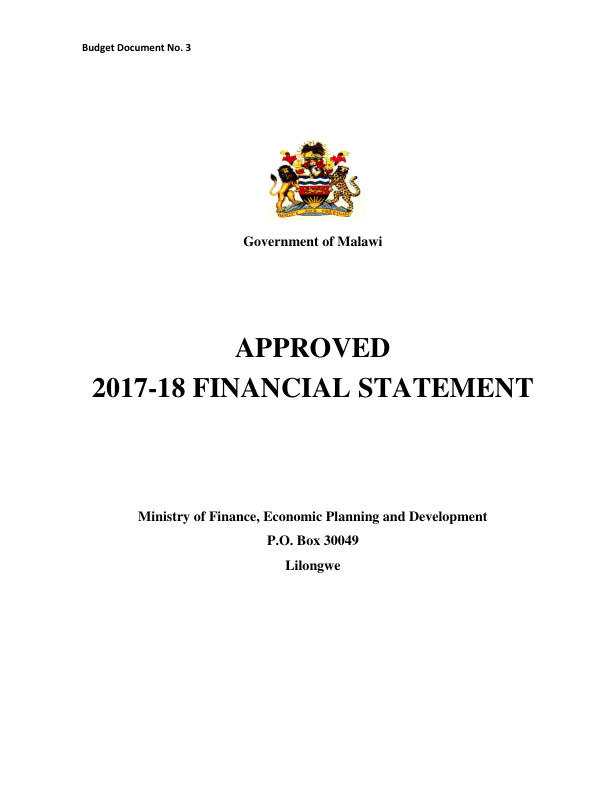 Budget Document No. 3
UNITY AND FREEDOM
Government of Malawi
APPROVED
2017-18 FINANCIAL STATEMENT
Ministry of Finance, Economic Planning and Development
P.O. Box 30049
Lilongwe